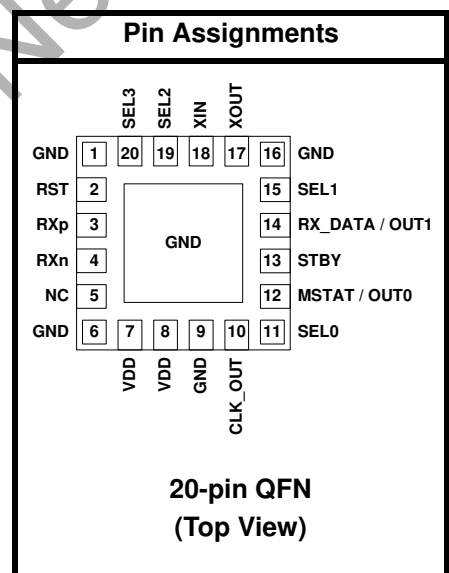 Pin Assignments
SEL3
SEL2
XIN
XOUT
GND 1 20 19 18 17 16 GND
RST 2 15 SEL1
RXp 3 14 RX_DATA / OUT1
GND
RXn 4 13 STBY
NC 5 12 MSTAT / OUT0
GND 6 7 8 9 10 11 SEL0
VDD
VDD
GND
CLK_OUT
20-pin QFN
(Top View)